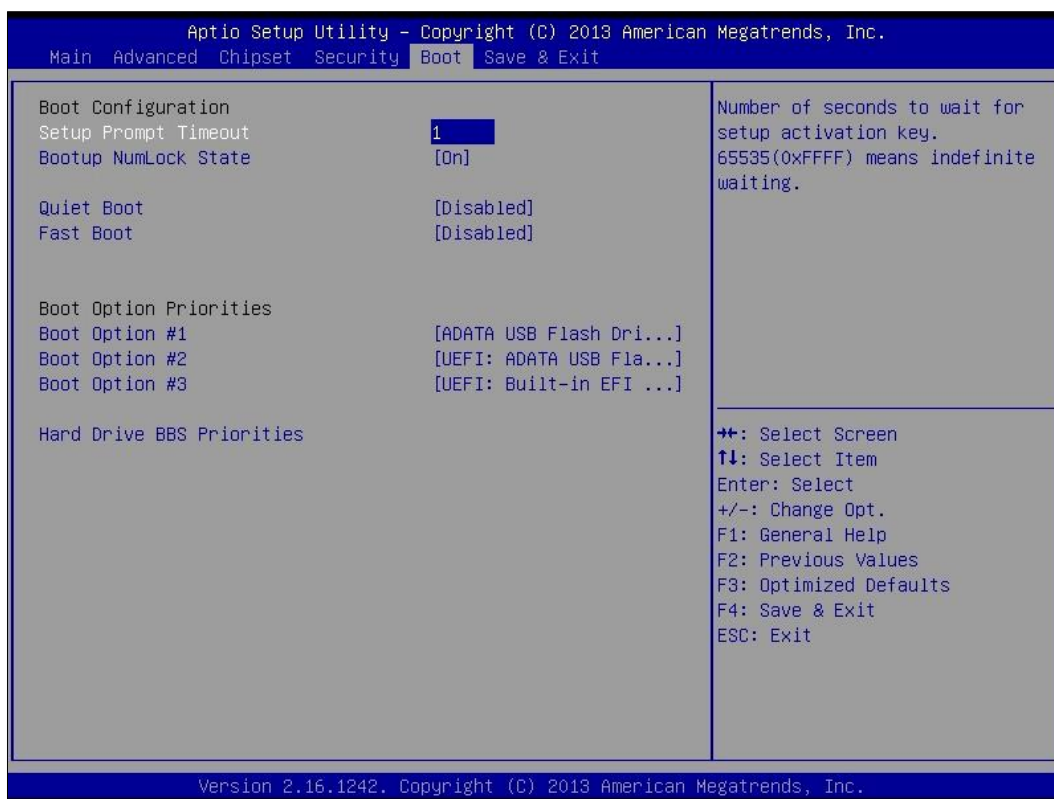 Aptio Setup Utility – Copyright (C) 2013 American Megatrends, Inc.
Main Advanced Chipset Security Boot Save & Exit
Boot Configuration
Setup Prompt Timeout 1
Bootup NumLock State [On]
Quiet Boot [Disabled]
Fast Boot [Disabled]
Boot Option Priorities
Boot Option #1 [ADATA USB Flash Dri...]
Boot Option #2 [UEFI: ADATA USB Fla...]
Boot Option #3 [UEFI: Built-in EFI ...]
Hard Drive BBS Priorities
Number of seconds to wait for
setup activation key.
65535(0xFFFF) means indefinite
waiting.
→←: Select Screen
↑↓: Select Item
Enter: Select
+/-: Change Opt.
F1: General Help
F2: Previous Values
F3: Optimized Defaults
F4: Save & Exit
ESC: Exit
Version 2.16.1242. Copyright (C) 2013 American Megatrends, Inc.